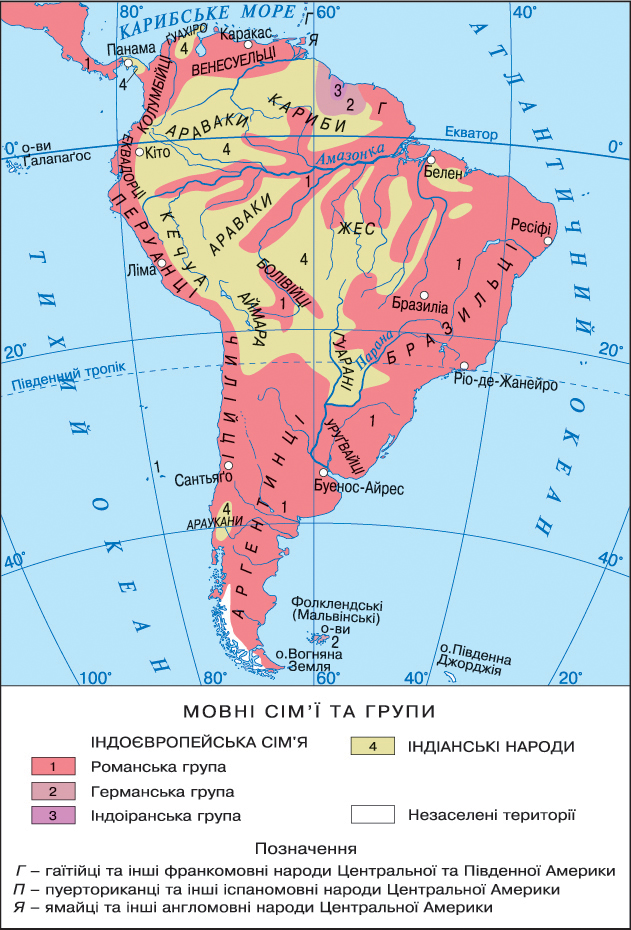 80°
60°
40°
КАРИБСЬКЕ МОРЕ
Г
Я
ГУАХІРО
4
Каракас
Панама
1
4
КОЛУМБІЙЦІ
ВЕНЕСУЕЛЬЦІ
АТЛАНТИЧНИЙ ОКЕАН
3
2
Г
КАРИБИ
АРАВАКИ
4
Екватор
0°
0°
о-ви
Галапаґос
ЕКВАДОРЦІ
Кіто
Амазонка
1
Белен
ПЕРУАНЦІ
КЕЧУА
АРАВАКИ
ЖЕС
Ресіфі
4
1
Ліма
БОЛІВІЙЦІ
1
АЙМАРА
Бразиліа
БРАЗИЛЬЦІ
ТИХИЙ ОКЕАН
ГУАРАНІ
Парана
20°
20°
Південний тропік
Ріо-де-Жанейро
ЧИЛІЙЦІ
1
УРУГВАЙЦІ
1
Сантьяґо
Буенос-Айрес
АРГЕНТИНЦІ
4
АРАУКАНИ
1
40°
40°
Фолклендські
(Мальвінські)
о-ви
2
о.Вогняна
Земля
о.Південна
Джорджія
100°
80°
60°
40°
20°
МОВНІ СІМ’Ї ТА ГРУПИ
ІНДОЄВРОПЕЙСЬКА СІМ’Я
1 Романська група
2 Германська група
3 Індоіранська група
4 ІНДІАНСЬКІ НАРОДИ
Незаселені території
Позначення
Г – гаїтійці та інші франкомовні народи Центральної та Південної Америки
П – пуерториканці та інші іспаномовні народи Центральної Америки
Я – ямайці та інші англомовні народи Центральної Америки